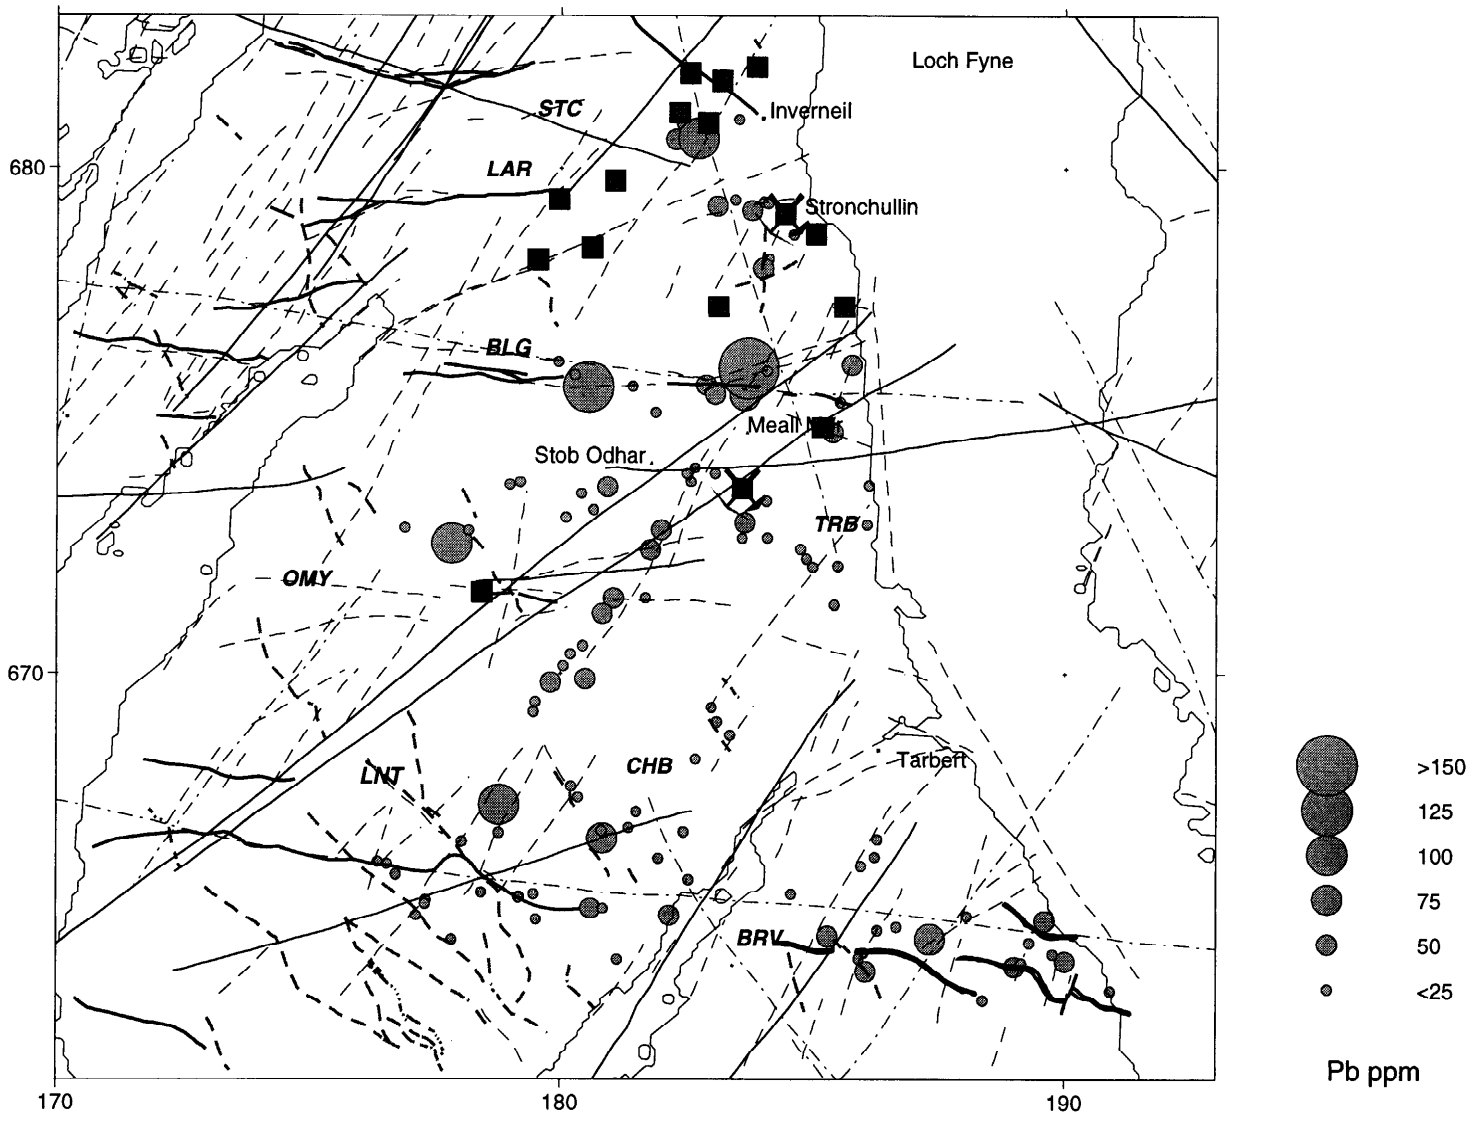 Loch Fyne
STC
Inverneil
680
LAR
Stronchullin
BLG
Meall
Stob Odhar
TRB
OMY
670
Tarbert
LNT
CHB
>150
125
100
75
BRV
50
<25
Pb ppm
170
180
190